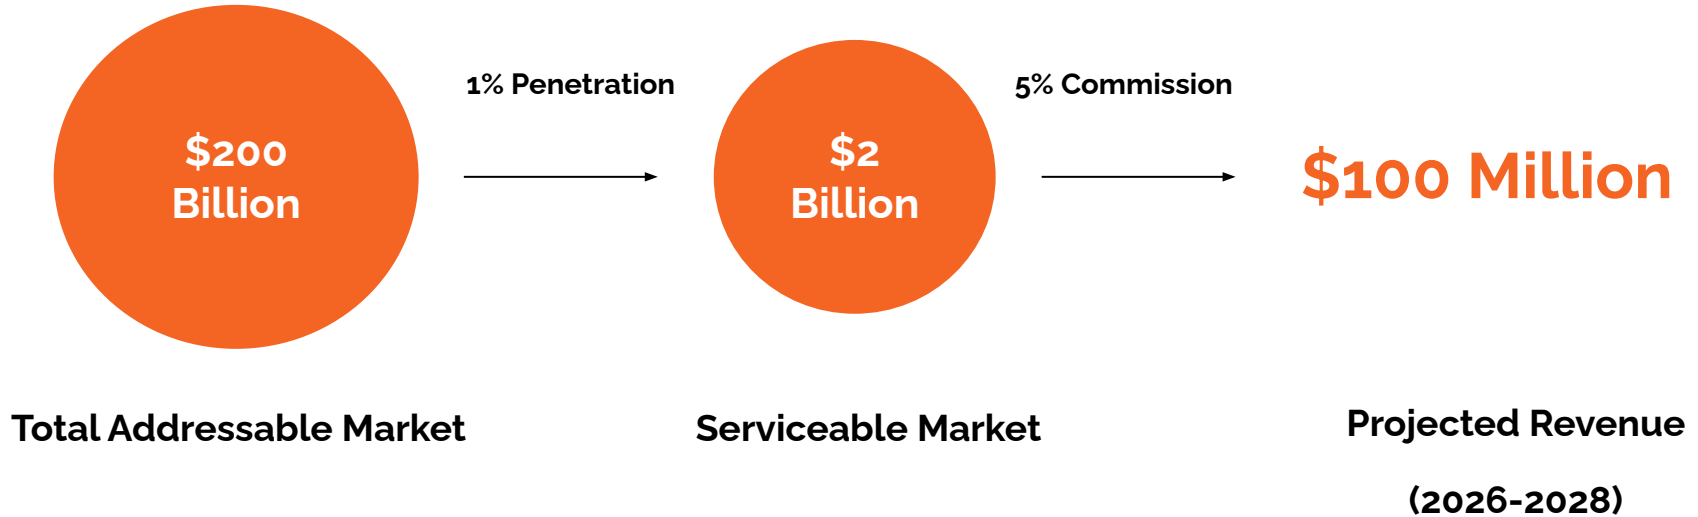 $200
Billion
1% Penetration
$2
Billion
5% Commission
$100 Million
Total Addressable Market
Serviceable Market
Projected Revenue
(2026-2028)